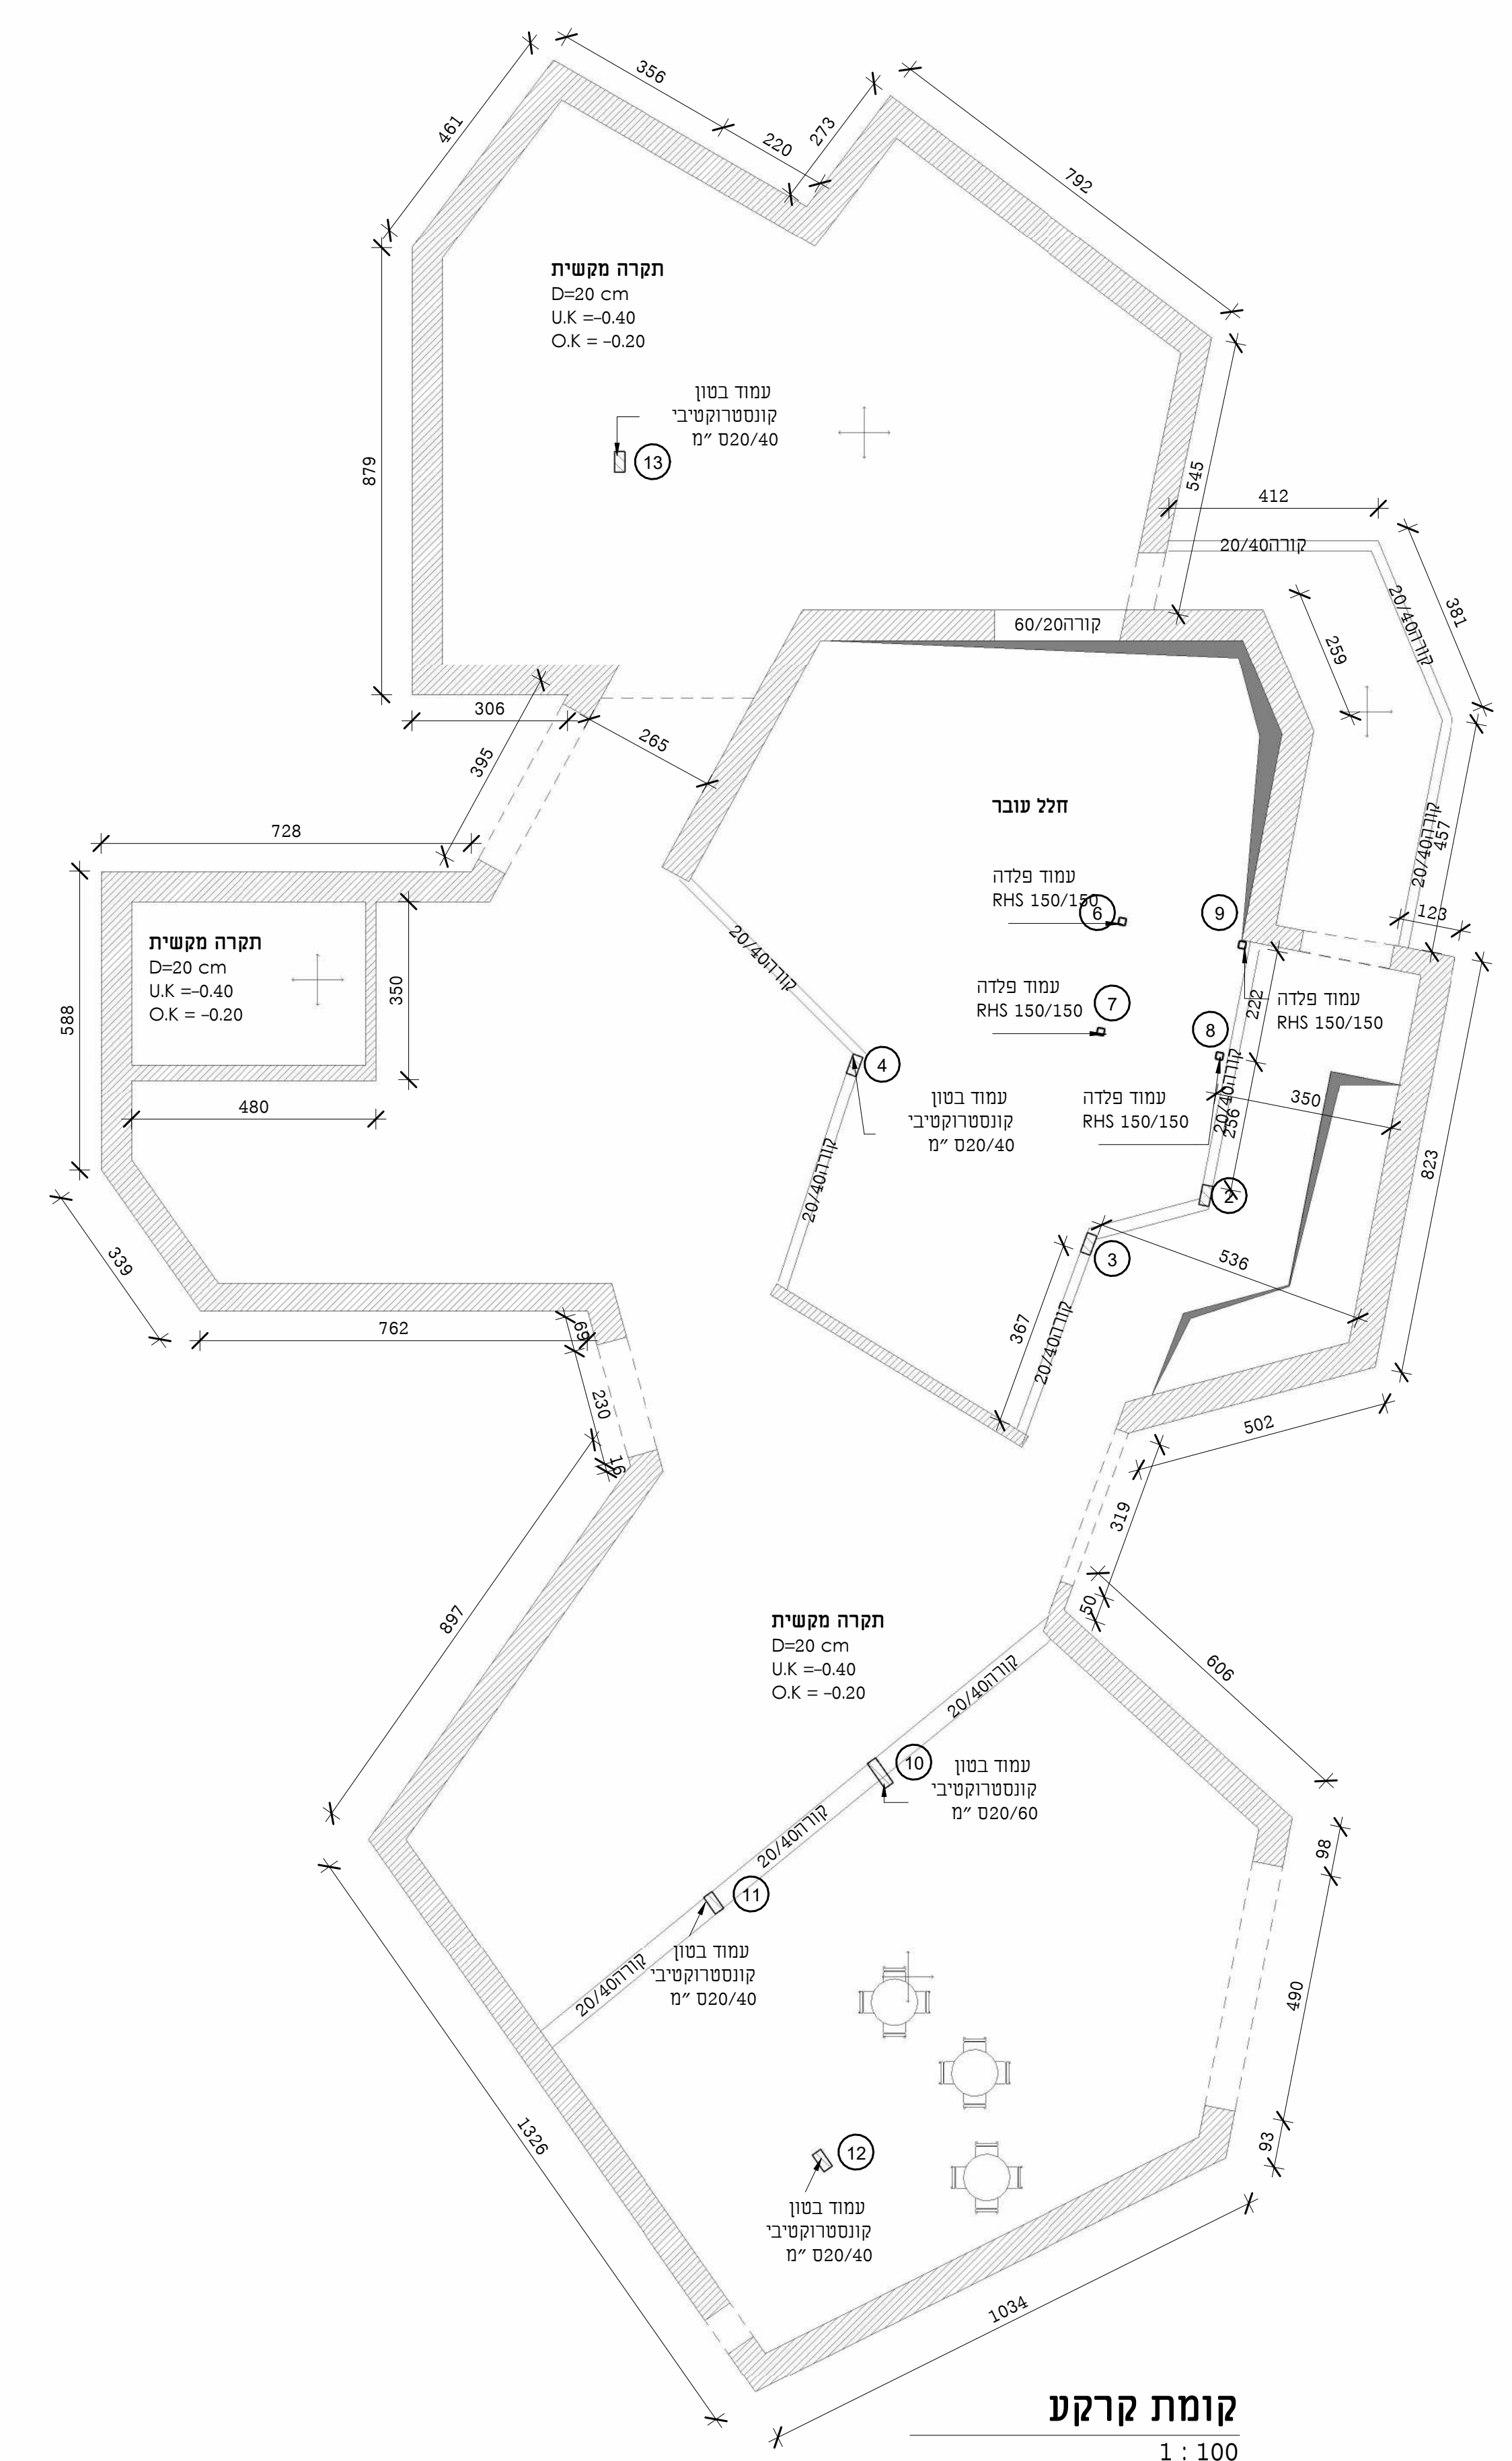 356
461
220
273
792
תקרה מקשית
D=20 cm
U.K =-0.40
O.K = -0.20
עמוד בטון
קונסטרוקטיבי
20/40ס ״מ
13
879
545
412
קורה20/40
381
קורה20/40
259
קורה60/20
306
265
395
חלל עובר
457
קורה20/40
728
עמוד פלדה
RHS 150/150
6
9
123
תקרה מקשית
D=20 cm
U.K =-0.40
O.K = -0.20
350
588
קורה20/40
עמוד פלדה
RHS 150/150
7
8
222
עמוד פלדה
RHS 150/150
4
קורה20/40
256
350
480
עמוד בטון
קונסטרוקטיבי
20/40ס ״מ
עמוד פלדה
RHS 150/150
823
קורה20/40
2
3
536
339
762
69
367
קורה20/40
230
16
502
319
50
897
תקרה מקשית
D=20 cm
U.K =-0.40
O.K = -0.20
קורה20/40
606
10
עמוד בטון
קונסטרוקטיבי
20/60ס ״מ
קורה20/40
98
11
עמוד בטון
קונסטרוקטיבי
20/40ס ״מ
קורה20/40
490
1326
12
93
עמוד בטון
קונסטרוקטיבי
20/40ס ״מ
1034
קומת קרקע
1 : 100